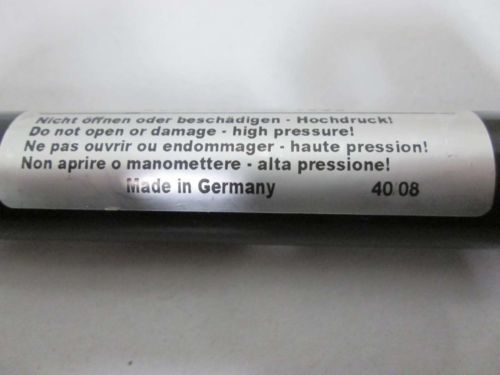 Nicht öffnen oder beschädigen - Hochdruck!
Do not open or damage - high pressure!
Ne pas ouvrir ou endommager - haute pression!
Non aprire o manomettere - alta pressione!
Made in Germany 40 08